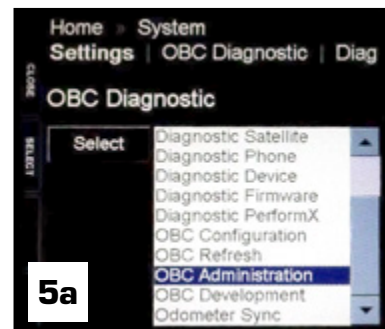 Home » System
Settings | OBC Diagnostic | Diag
CLOSE
OBC Diagnostic
SELECT
Select
Diagnostic Satellite
Diagnostic Phone
Diagnostic Device
Diagnostic Firmware
Diagnostic PerformX
OBC Configuration
OBC Refresh
OBC Administration
OBC Development
Odometer Sync
5a